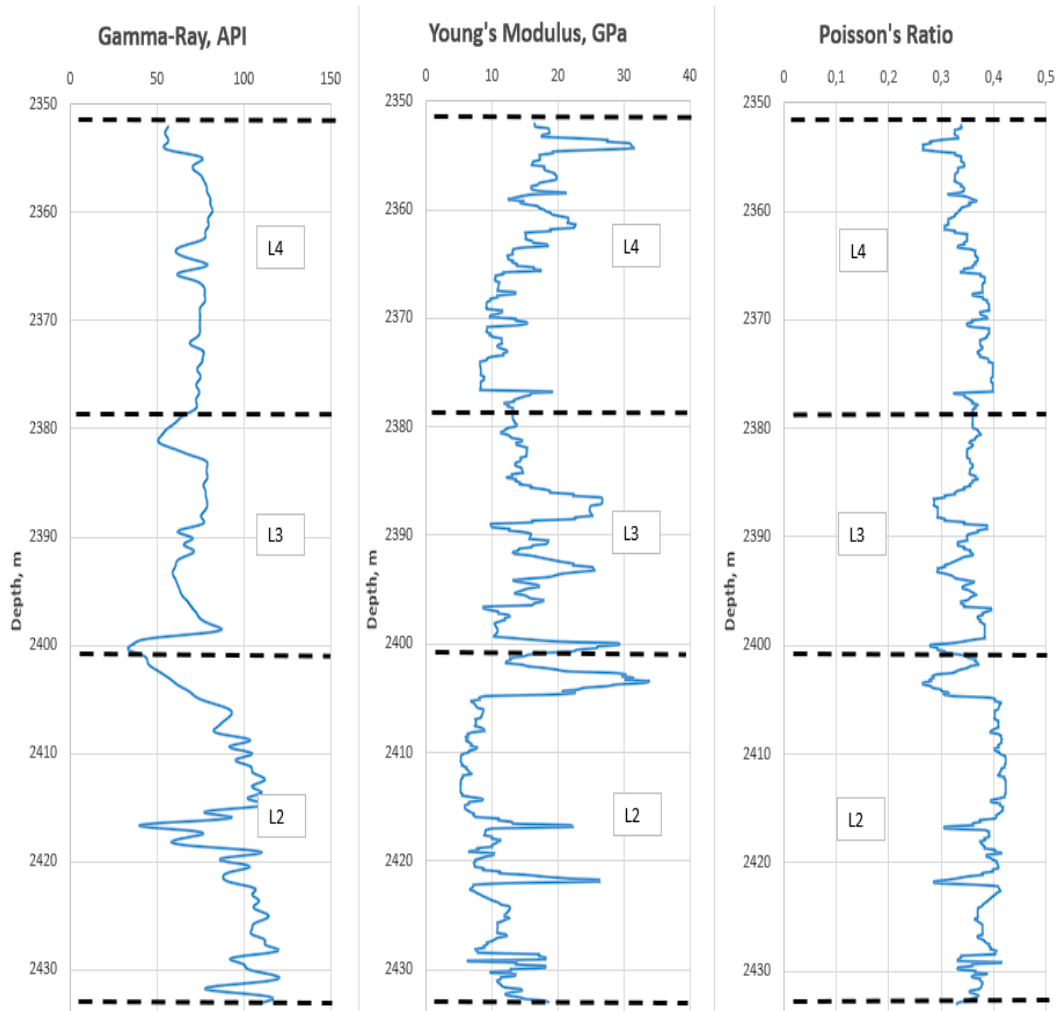 Gamma-Ray, API
0 50 100 150
2350
2360
2370
2380
2390
2400
2410
2420
2430
Depth, m
L4
L3
L2
Young's Modulus, GPa
0 10 20 30 40
2350
2360
2370
2380
2390
2400
2410
2420
2430
Depth, m
L4
L3
L2
Poisson's Ratio
0 0,1 0,2 0,3 0,4 0,5
2350
2360
2370
2380
2390
2400
2410
2420
2430
Depth, m
L4
L3
L2